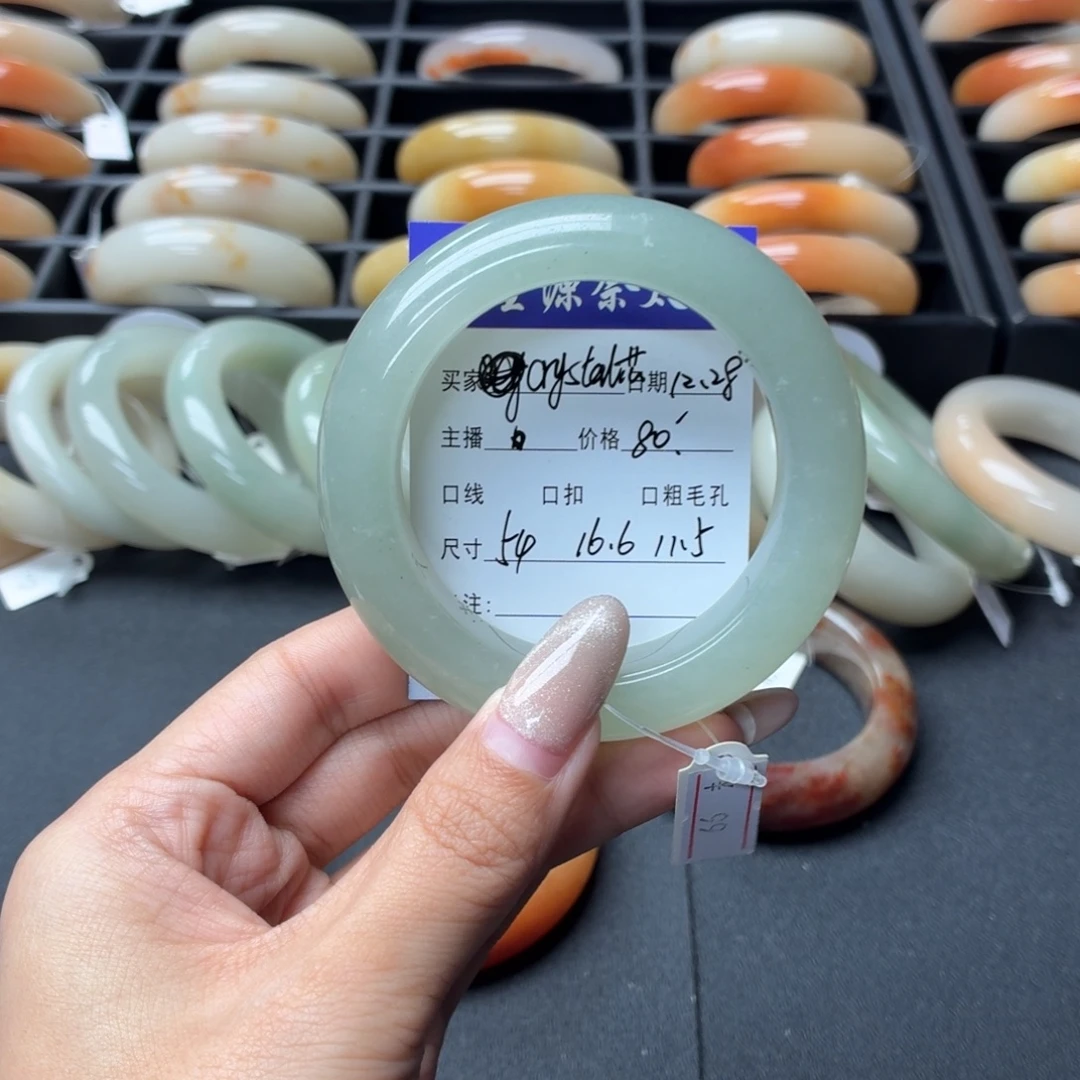 买家 crystal 日期 12.28
主播 价格 80
口线 口扣 口粗毛孔
尺寸 54 16.6 11.5
注: